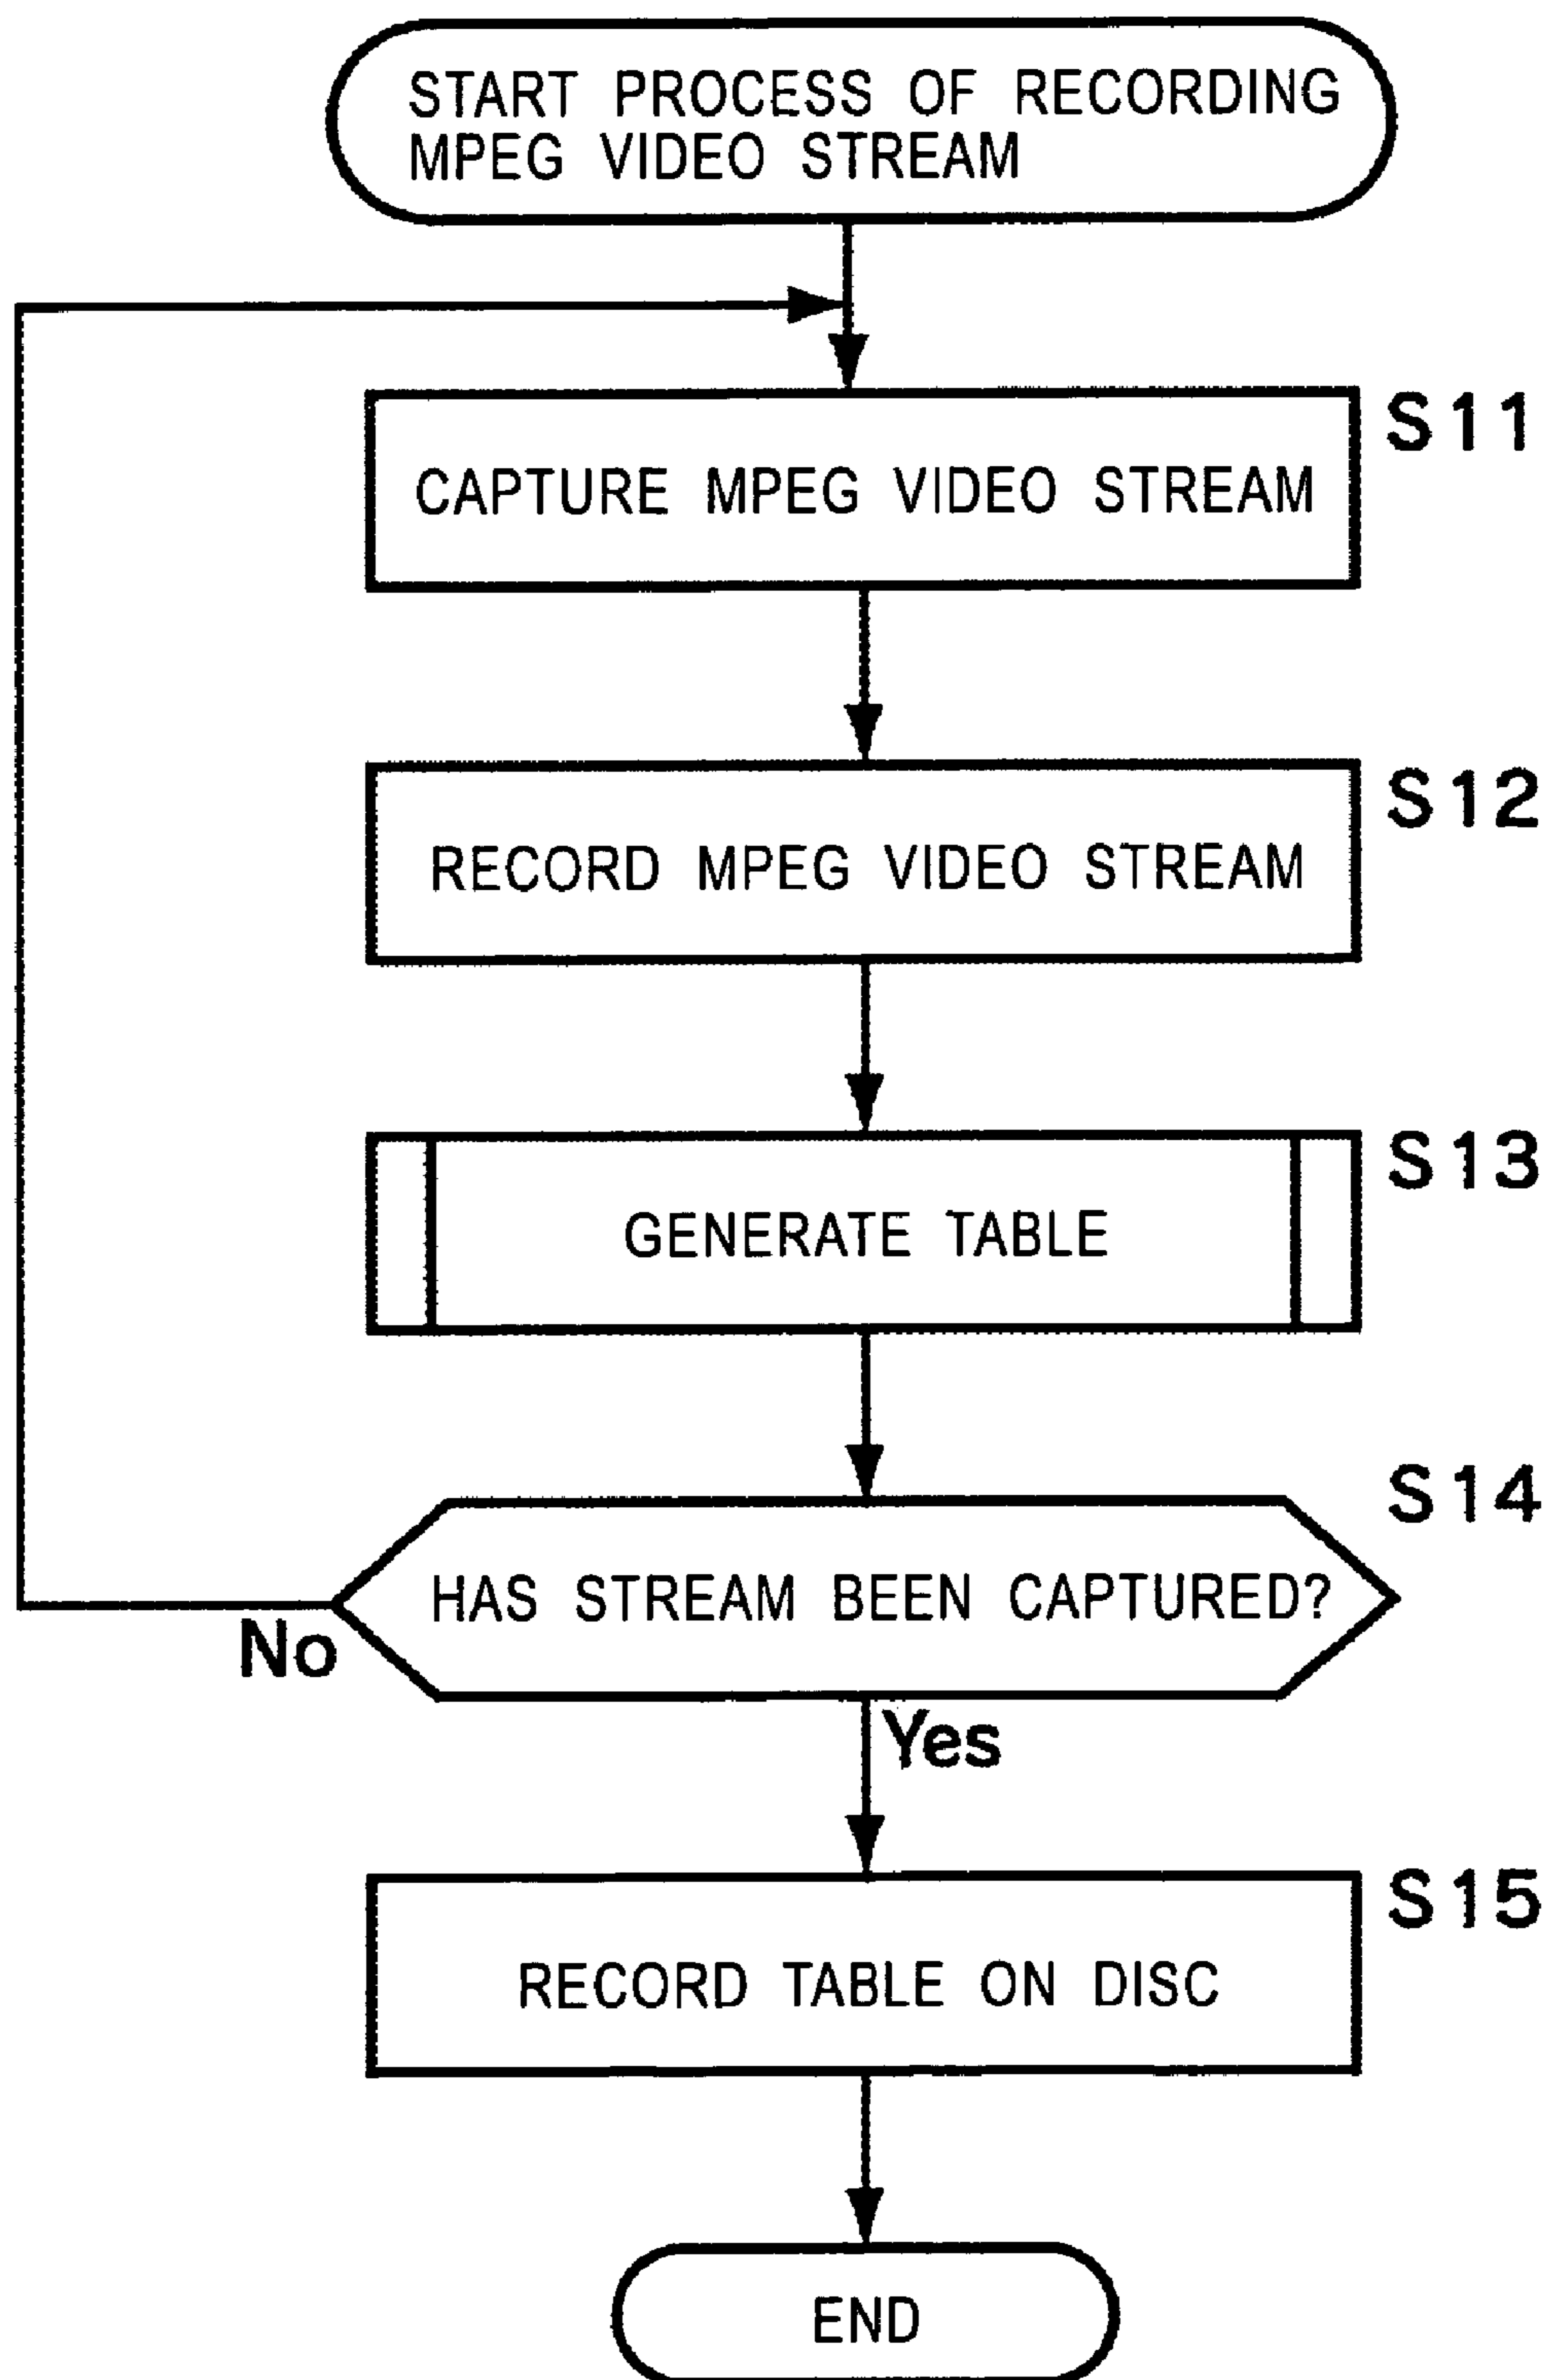 START PROCESS OF RECORDING
MPEG VIDEO STREAM
S11
CAPTURE MPEG VIDEO STREAM
S12
RECORD MPEG VIDEO STREAM
S13
GENERATE TABLE
S14
HAS STREAM BEEN CAPTURED?
No
Yes
S15
RECORD TABLE ON DISC
END